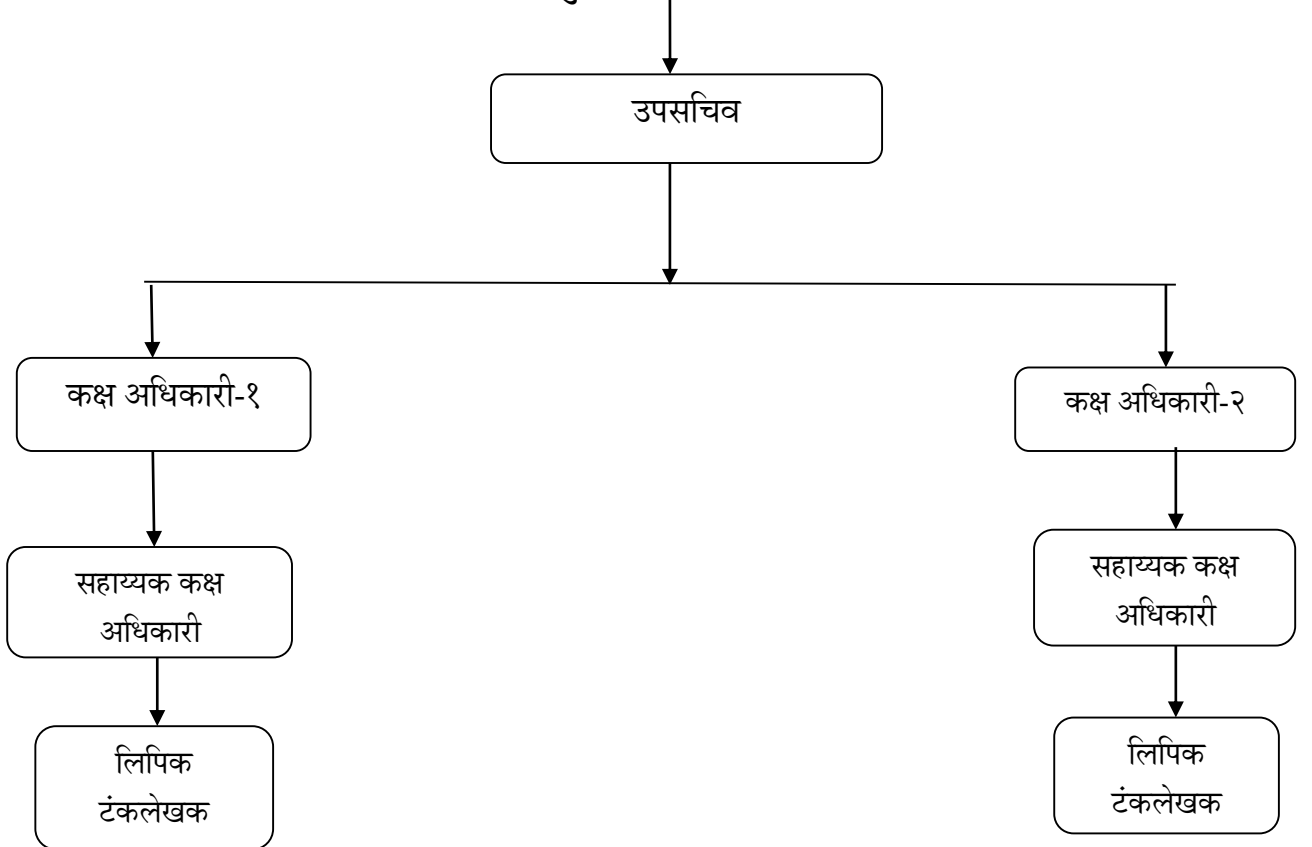 उपसचिव
कक्ष अधिकारी-१
कक्ष अधिकारी-२
सहाय्यक कक्ष
अधिकारी
सहाय्यक कक्ष
अधिकारी
लिपिक
टंकलेखक
लिपिक
टंकलेखक